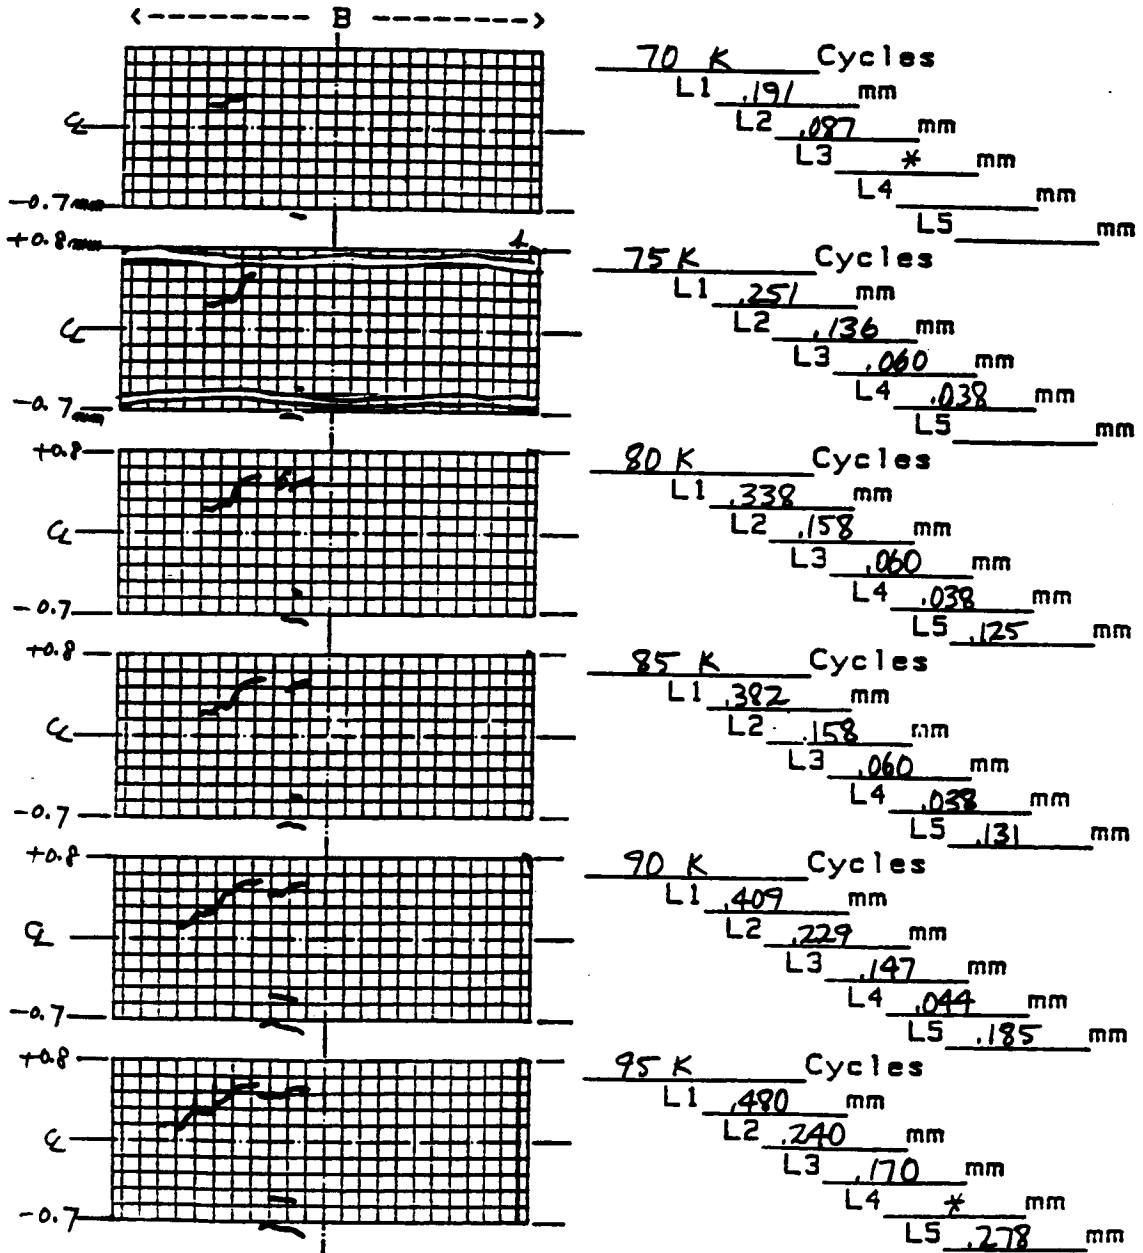 <------- B ------->
70 K Cycles
L1 .191 mm
℄
L2 .087 mm
L3 * mm
-0.7 mm
L4 mm
L5 mm
+0.8 mm
75 K Cycles
L1 .251 mm
℄
L2 .136 mm
L3 .060 mm
-0.7 mm
L4 .038 mm
L5 mm
+0.8
80 K Cycles
L1 .338 mm
℄
L2 .158 mm
L3 .060 mm
-0.7
L4 .038 mm
L5 .125 mm
+0.8
85 K Cycles
L1 .382 mm
℄
L2 .158 mm
L3 .060 mm
-0.7
L4 .038 mm
L5 .131 mm
+0.8
90 K Cycles
L1 .409 mm
℄
L2 .229 mm
L3 .147 mm
-0.7
L4 .044 mm
L5 .185 mm
+0.8
95 K Cycles
L1 .480 mm
℄
L2 .240 mm
L3 .170 mm
-0.7
L4 * mm
L5 .278 mm